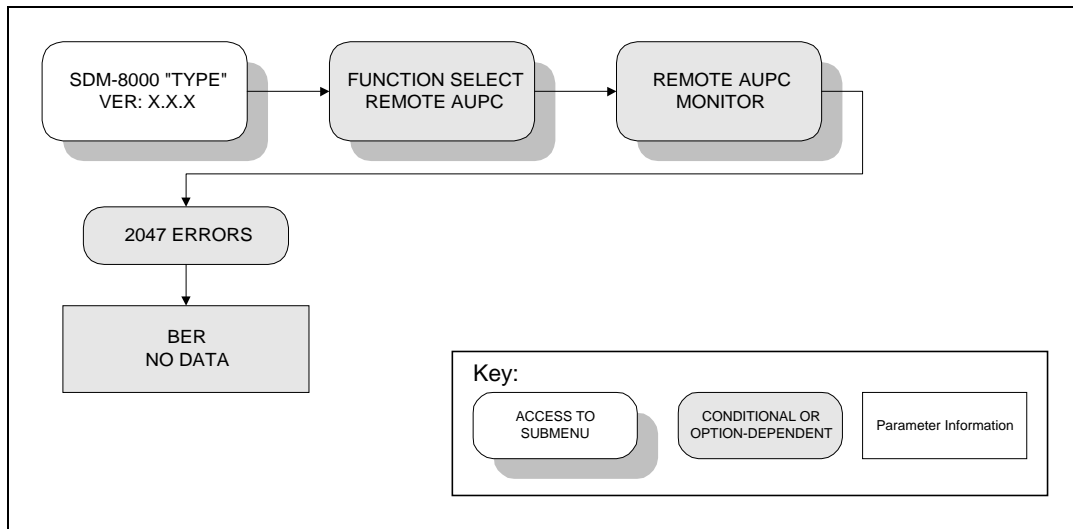 SDM-8000 "TYPE"
VER: X.X.X
FUNCTION SELECT
REMOTE AUPC
REMOTE AUPC
MONITOR
2047 ERRORS
BER
NO DATA
Key:
ACCESS TO
SUBMENU
CONDITIONAL OR
OPTION-DEPENDENT
Parameter Information